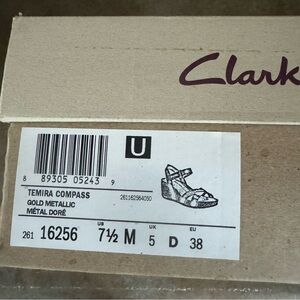 Clark
U
8 89305 05243 9
TEMIRA COMPASS
GOLD METALLIC
MÉTAL DORÉ
261162564050
US UK EU
261 16256 7½ M 5 D 38